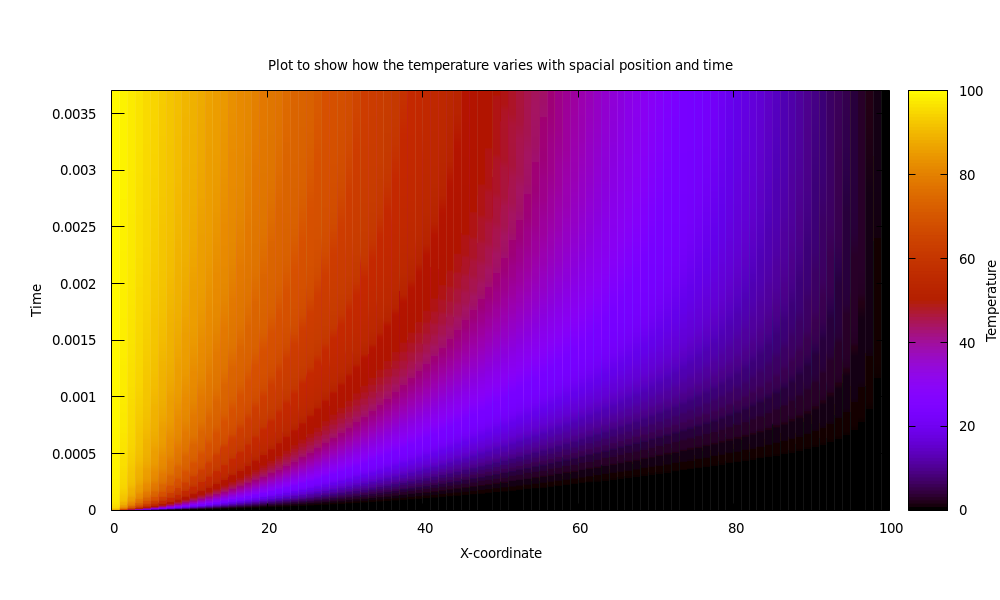 Plot to show how the temperature varies with spacial position and time
0.0035
0.003
0.0025
0.002
0.0015
0.001
0.0005
0
Time
0 20 40 60 80 100
X-coordinate
100
80
60
40
20
0
Temperature